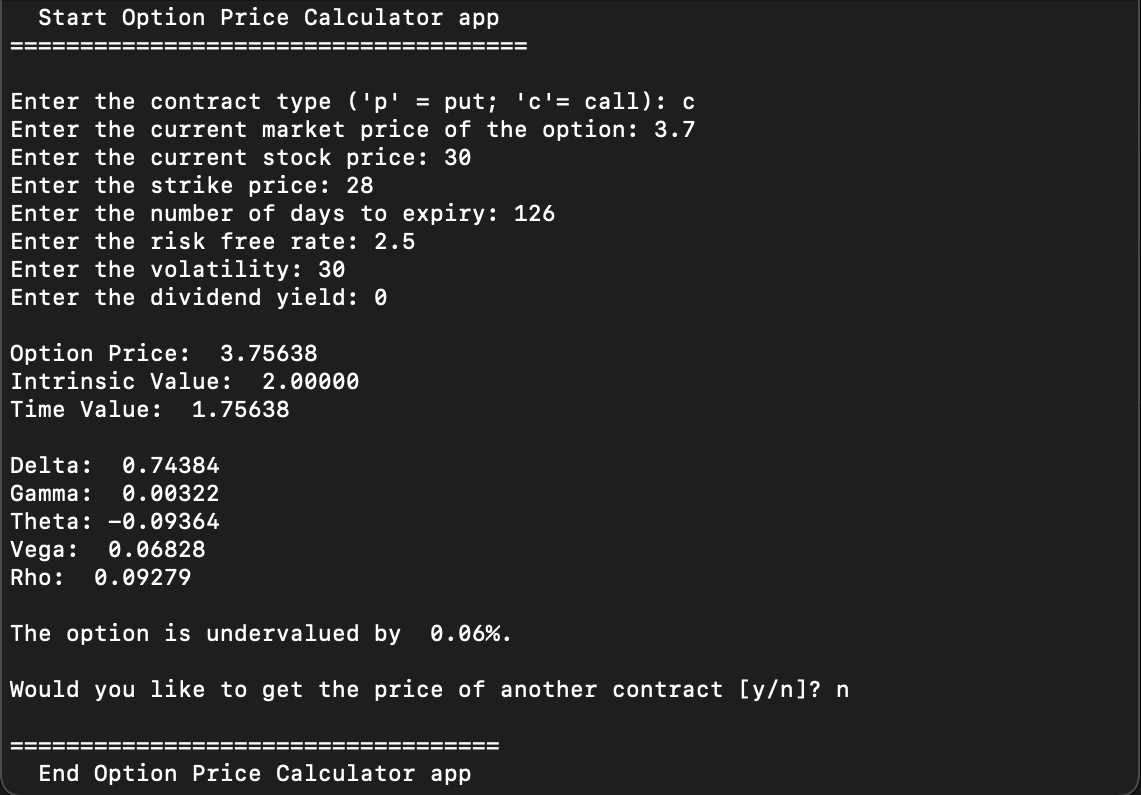 Start Option Price Calculator app
=====================================
Enter the contract type ('p' = put; 'c'= call): c
Enter the current market price of the option: 3.7
Enter the current stock price: 30
Enter the strike price: 28
Enter the number of days to expiry: 126
Enter the risk free rate: 2.5
Enter the volatility: 30
Enter the dividend yield: 0
Option Price:  3.75638
Intrinsic Value:  2.00000
Time Value:  1.75638
Delta:  0.74384
Gamma:  0.00322
Theta: -0.09364
Vega:  0.06828
Rho:  0.09279
The option is undervalued by  0.06%.
Would you like to get the price of another contract [y/n]? n
===================================
End Option Price Calculator app